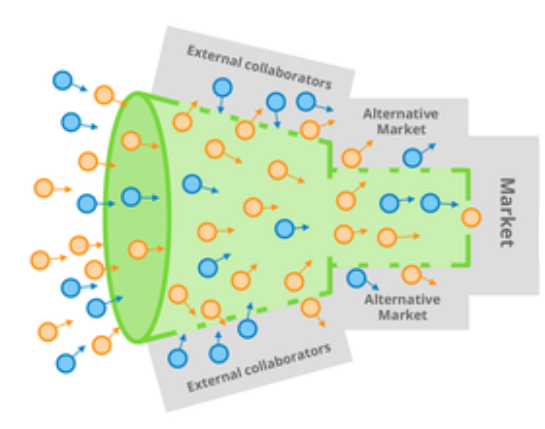 External collaborators
Alternative
Market
Market
Alternative
Market
External collaborators